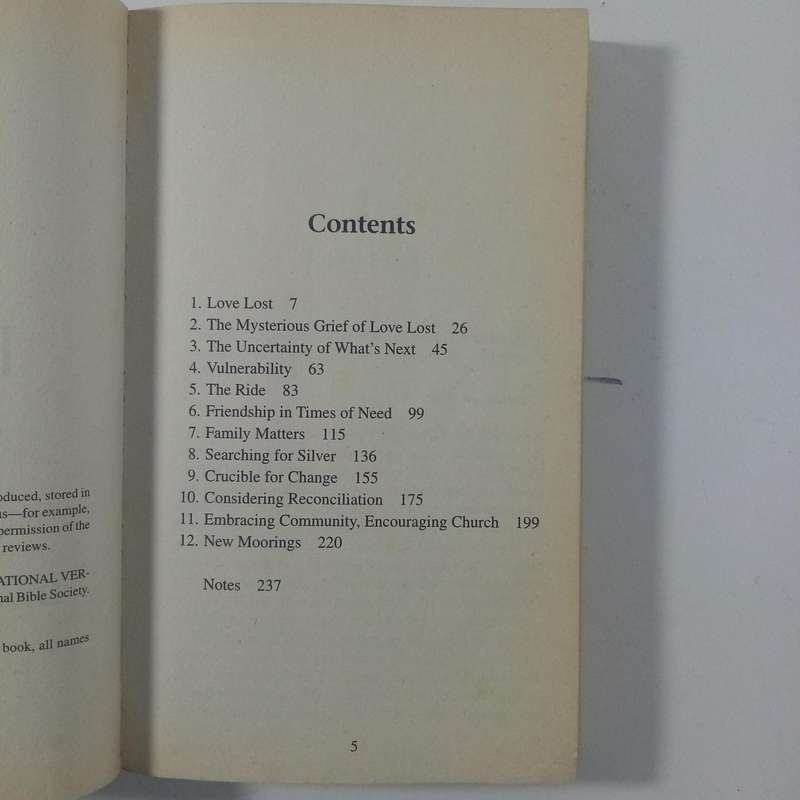 oduced, stored in
ns—for example,
permission of the
reviews.
ATIONAL VER-
nal Bible Society.
book, all names
Contents
1. Love Lost 7
2. The Mysterious Grief of Love Lost 26
3. The Uncertainty of What's Next 45
4. Vulnerability 63
5. The Ride 83
6. Friendship in Times of Need 99
7. Family Matters 115
8. Searching for Silver 136
9. Crucible for Change 155
10. Considering Reconciliation 175
11. Embracing Community, Encouraging Church 199
12. New Moorings 220
Notes 237
5